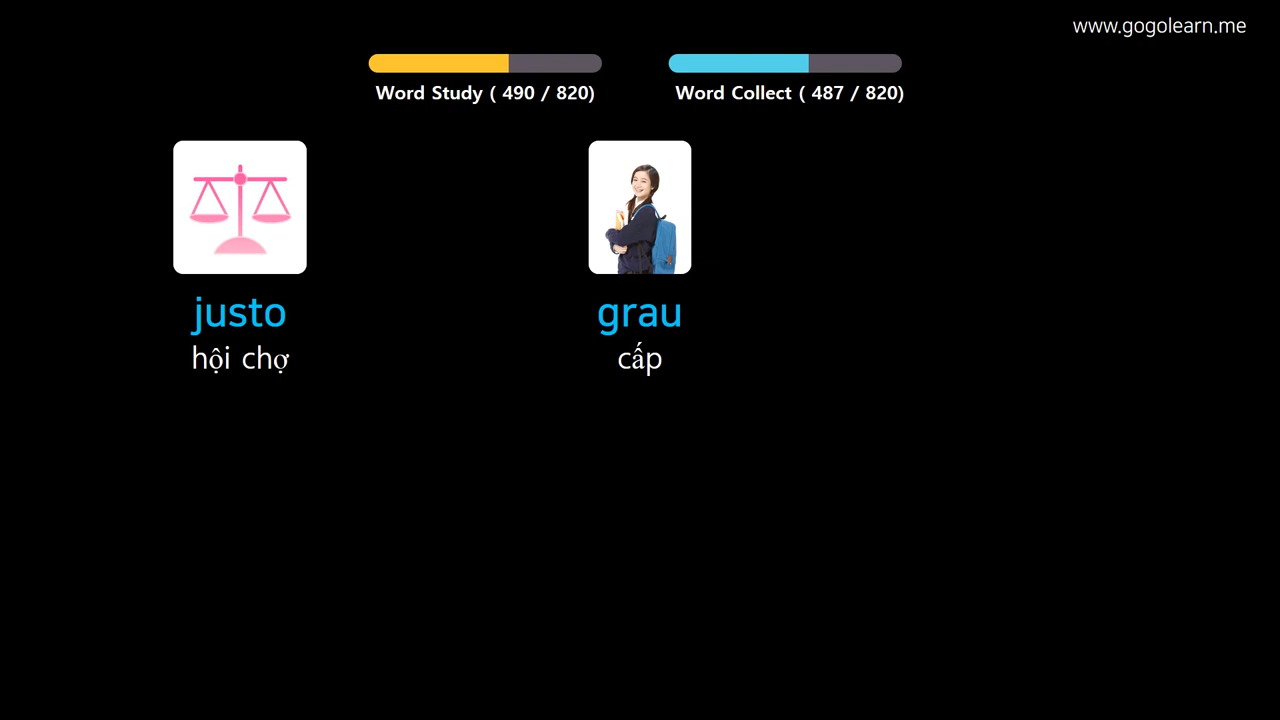 www.gogolearn.me
Word Study ( 490 / 820)
Word Collect ( 487 / 820)
justo
hội chợ
grau
cấp